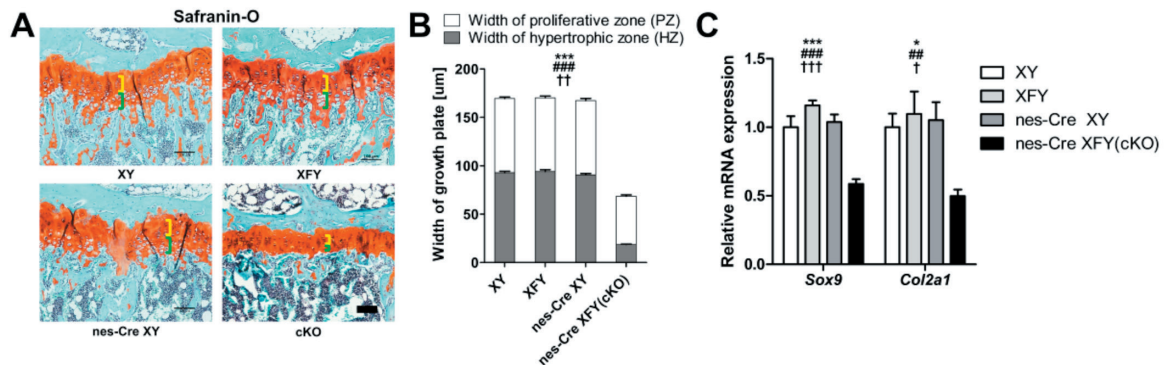 A
Safranin-O
XY
XFY
nes-Cre XY
cKO
B
Width of proliferative zone (PZ)
Width of hypertrophic zone (HZ)
Width of growth plate [um]
200
150
100
50
0
***
###
††
XY
XFY
nes-Cre XY
nes-Cre XFY(cKO)
C
Relative mRNA expression
1.5
1.0
0.5
0.0
***
###
†††
*
##
†
Sox9
Col2a1
XY
XFY
nes-Cre XY
nes-Cre XFY(cKO)